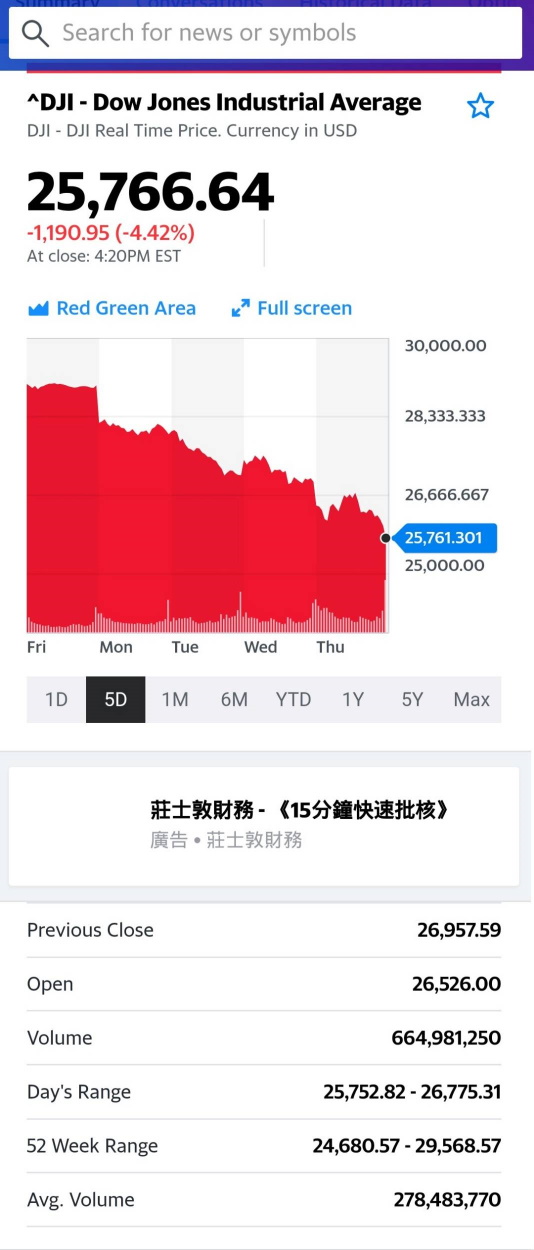 Summary Conversations Historical Data
Search for news or symbols
^DJI - Dow Jones Industrial Average
DJI - DJI Real Time Price. Currency in USD
25,766.64
-1,190.95 (-4.42%)
At close: 4:20PM EST
Red Green Area Full screen
30,000.00
28,333.333
26,666.667
25,761.301
25,000.00
Fri Mon Tue Wed Thu
1D 5D 1M 6M YTD 1Y 5Y Max
莊士敦財務 - 《15分鐘快速批核》
廣告 • 莊士敦財務
Previous Close 26,957.59
Open 26,526.00
Volume 664,981,250
Day's Range 25,752.82 - 26,775.31
52 Week Range 24,680.57 - 29,568.57
Avg. Volume 278,483,770